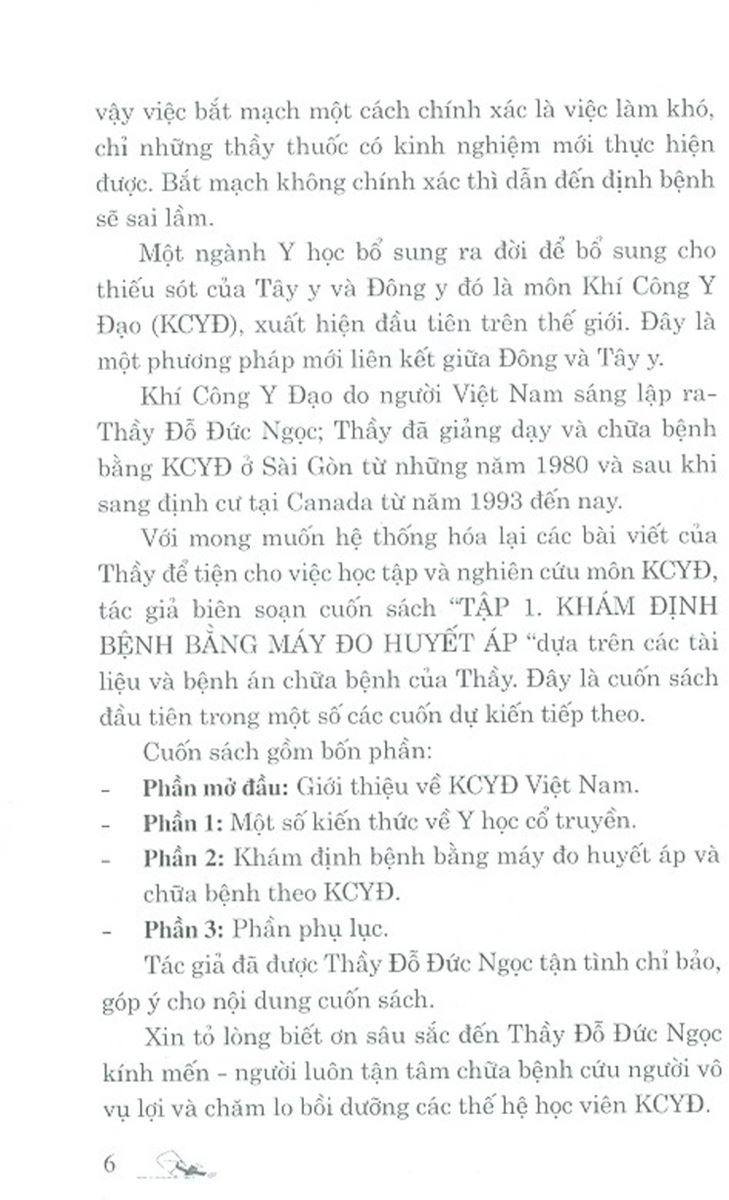 vậy việc bắt mạch một cách chính xác là việc làm khó,
chỉ những thầy thuốc có kinh nghiệm mới thực hiện
được. Bắt mạch không chính xác thì dẫn đến định bệnh
sẽ sai lầm.
Một ngành Y học bổ sung ra đời để bổ sung cho
thiếu sót của Tây y và Đông y đó là môn Khí Công Y
Đạo (KCYĐ), xuất hiện đầu tiên trên thế giới. Đây là
một phương pháp mới liên kết giữa Đông và Tây y.
Khí Công Y Đạo do người Việt Nam sáng lập ra–
Thầy Đỗ Đức Ngọc; Thầy đã giảng dạy và chữa bệnh
bằng KCYĐ ở Sài Gòn từ những năm 1980 và sau khi
sang định cư tại Canada từ năm 1993 đến nay.
Với mong muốn hệ thống hóa lại các bài viết của
Thầy để tiện cho việc học tập và nghiên cứu môn KCYĐ,
tác giả biên soạn cuốn sách “TẬP 1. KHÁM ĐỊNH
BỆNH BẰNG MÁY ĐO HUYẾT ÁP “dựa trên các tài
liệu và bệnh án chữa bệnh của Thầy. Đây là cuốn sách
đầu tiên trong một số các cuốn dự kiến tiếp theo.
Cuốn sách gồm bốn phần:
– Phần mở đầu: Giới thiệu về KCYĐ Việt Nam.
– Phần 1: Một số kiến thức về Y học cổ truyền.
– Phần 2: Khám định bệnh bằng máy đo huyết áp và
chữa bệnh theo KCYĐ.
– Phần 3: Phần phụ lục.
Tác giả đã được Thầy Đỗ Đức Ngọc tận tình chỉ bảo,
góp ý cho nội dung cuốn sách.
Xin tỏ lòng biết ơn sâu sắc đến Thầy Đỗ Đức Ngọc
kính mến – người luôn tận tâm chữa bệnh cứu người vô
vụ lợi và chăm lo bồi dưỡng các thế hệ học viên KCYĐ.
6